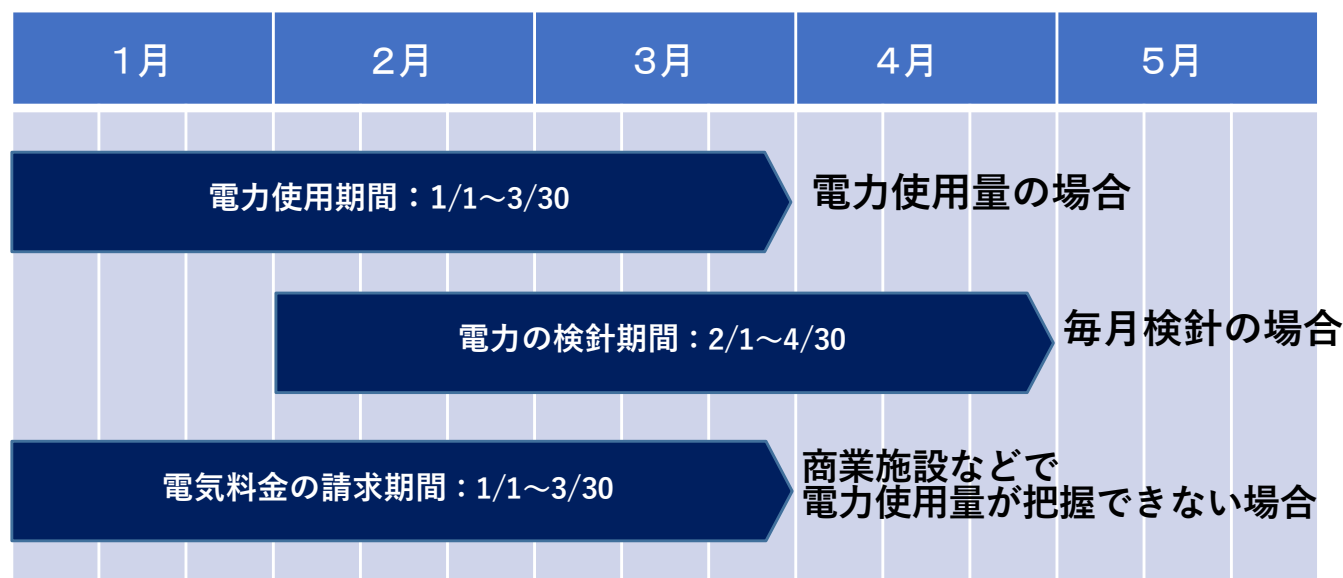 1月 2月 3月 4月 5月
電力使用期間：1/1～3/30
電力使用量の場合
電力の検針期間：2/1～4/30
毎月検針の場合
電気料金の請求期間：1/1～3/30
商業施設などで
電力使用量が把握できない場合